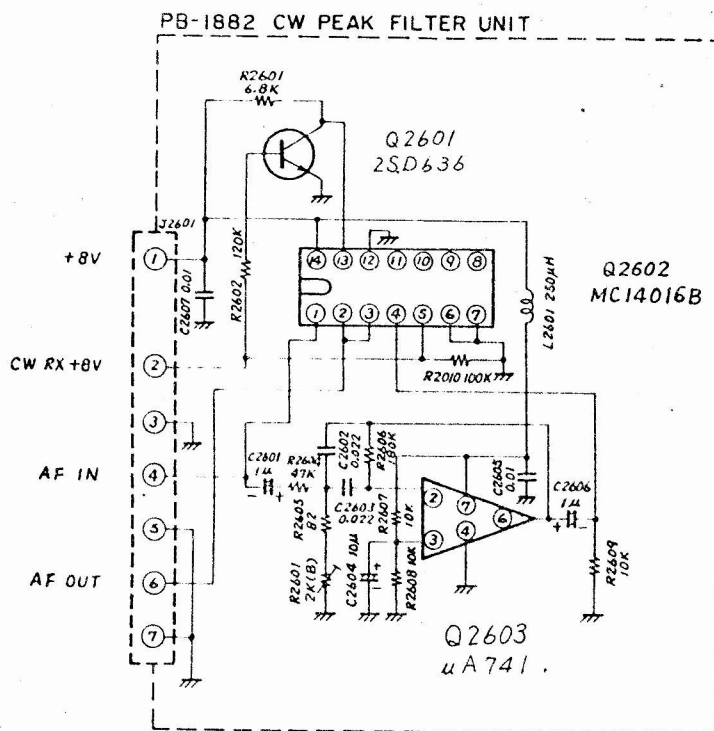 PB-1882 CW PEAK FILTER UNIT
R2601
6.8K
Q2601
2SD636
J2601
+8V
1
C2607 0.01
R2602
120K
14 13 12 11 10 9 8
1 2 3 4 5 6 7
Q2602
MC14016B
L2601 250μH
CW RX +8V
2
R2010 100K
3
AF IN
4
C2601
1μ
- +
R2604
47K
C2602
0.022
R2606
180K
C2605
0.01
C2606
1μ
+ -
5
R2605
82
C2603
0.022
R2607
10K
2
7
6
3
4
AF OUT
6
R2601
2K(B)
C2604 10μ
+
-
R2608 10K
R2609
10K
7
Q2603
μA741.